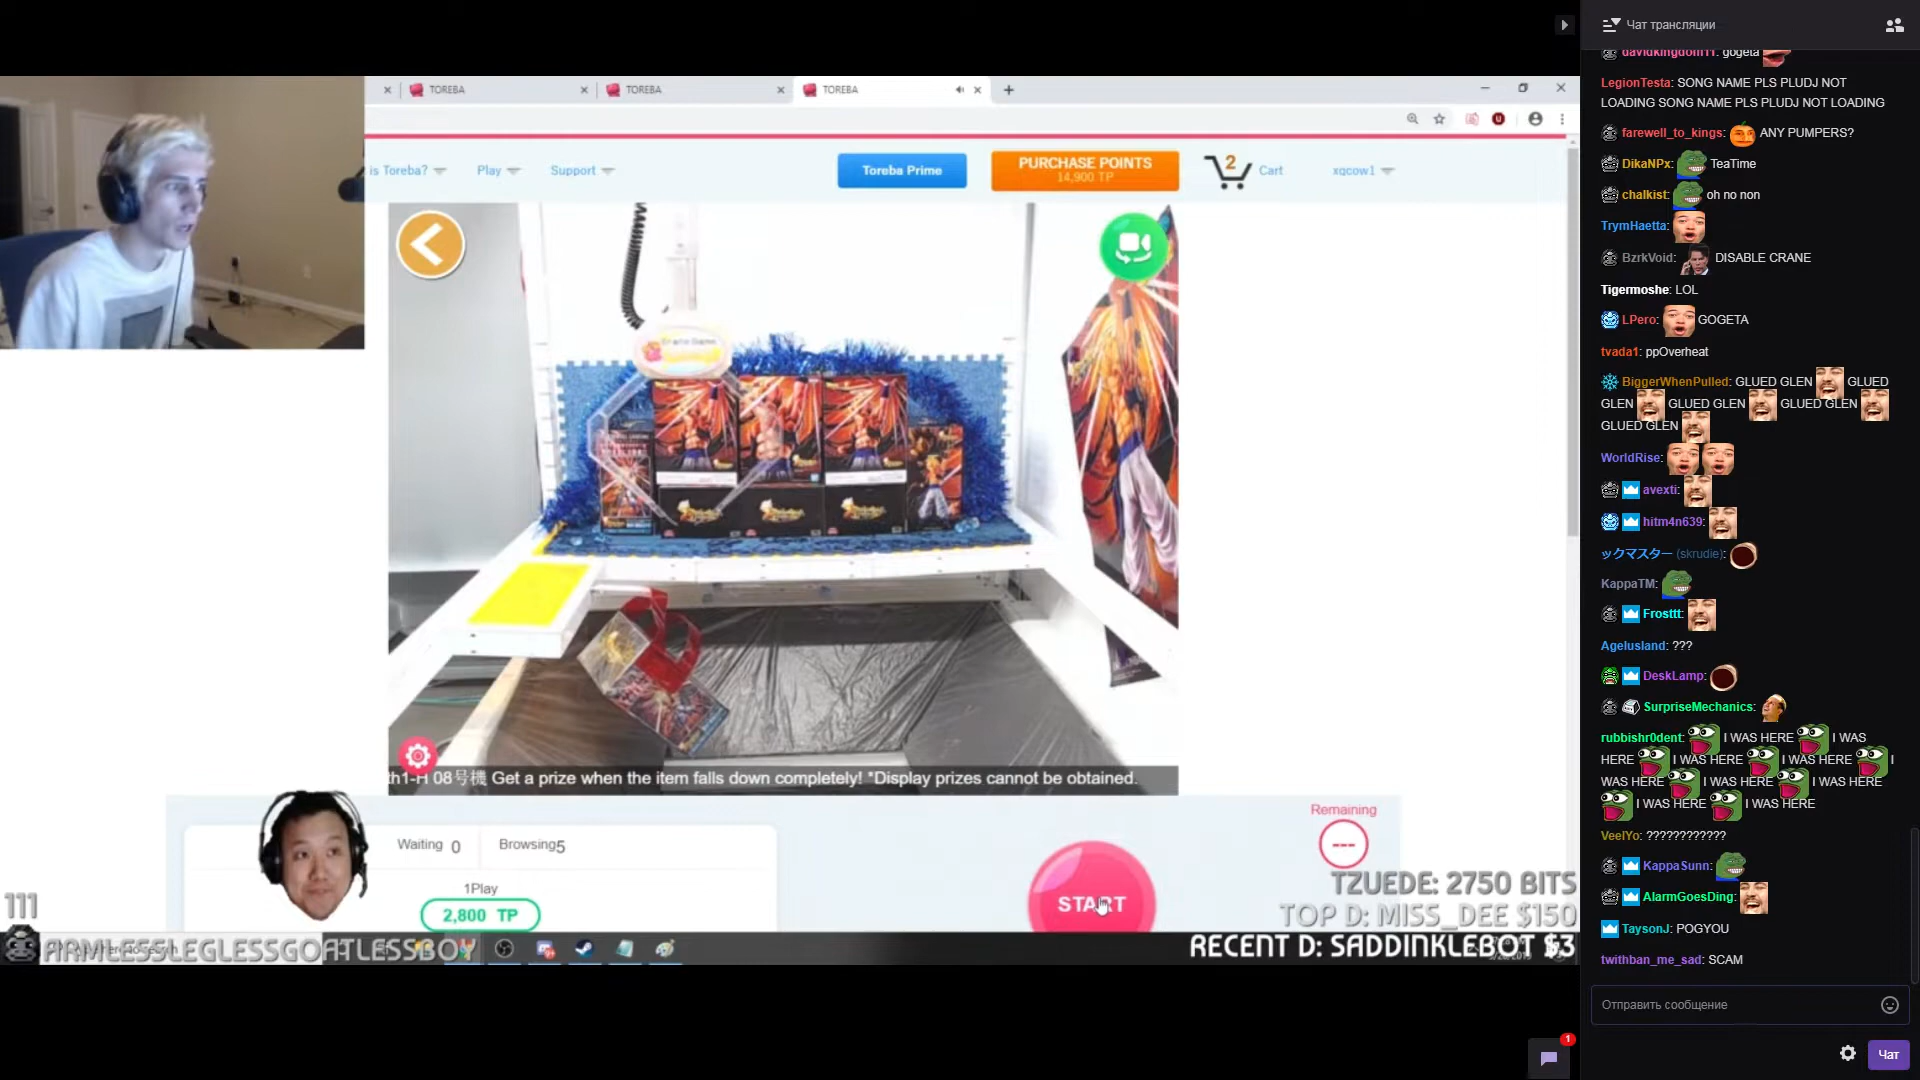 TOREBA
TOREBA
TOREBA
is Toreba?
Play
Support
Toreba Prime
PURCHASE POINTS
14,900 TP
2
Cart
xqcow1
th1-H 08号機 Get a prize when the item falls down completely! *Display prizes cannot be obtained.
Waiting 0
Browsing5
Remaining
---
1Play
2,800 TP
START
111
ARMLESSLEGLESSGOATLESSBOY
TZUEDE: 2750 BITS
TOP D: MISS_DEE $150
RECENT D: SADDINKLEBOT $3
Чат трансляции
davidkingdom11: gogeta
LegionTesta: SONG NAME PLS PLUDJ NOT
LOADING SONG NAME PLS PLUDJ NOT LOADING
farewell_to_kings: ANY PUMPERS?
DikaNPx: TeaTime
chalkist: oh no non
TrymHaetta:
BzrkVoid: DISABLE CRANE
Tigermoshe: LOL
LPero: GOGETA
tvada1: ppOverheat
BiggerWhenPulled: GLUED GLEN GLUED
GLEN GLUED GLEN GLUED GLEN
GLUED GLEN
WorldRise:
avexti:
hitm4n639:
ックマスター (skrudie):
KappaTM:
Frosttt:
Agelusland: ???
DeskLamp:
SurpriseMechanics:
rubbishr0dent: I WAS HERE I WAS
HERE I WAS HERE I WAS HERE I
WAS HERE I WAS HERE I WAS HERE
I WAS HERE I WAS HERE
VeelYo: ????????????
KappaSunn:
AlarmGoesDing:
TaysonJ: POGYOU
twithban_me_sad: SCAM
Отправить сообщение
1
Чат